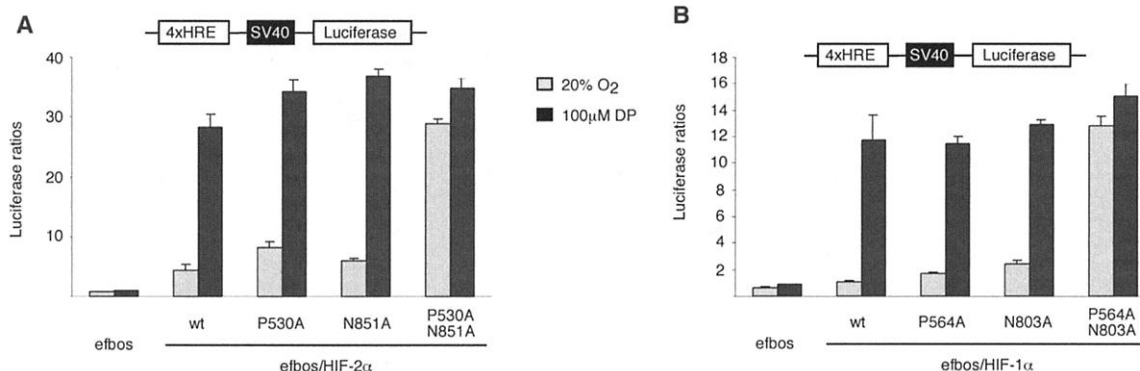 A
4xHRE SV40 Luciferase
40
30
20
10
Luciferase ratios
efbos
wt P530A N851A P530A
N851A
efbos/HIF-2α
20% O2
100μM DP
B
4xHRE SV40 Luciferase
18
16
14
12
10
8
6
4
2
Luciferase ratios
efbos
wt P564A N803A P564A
N803A
efbos/HIF-1α